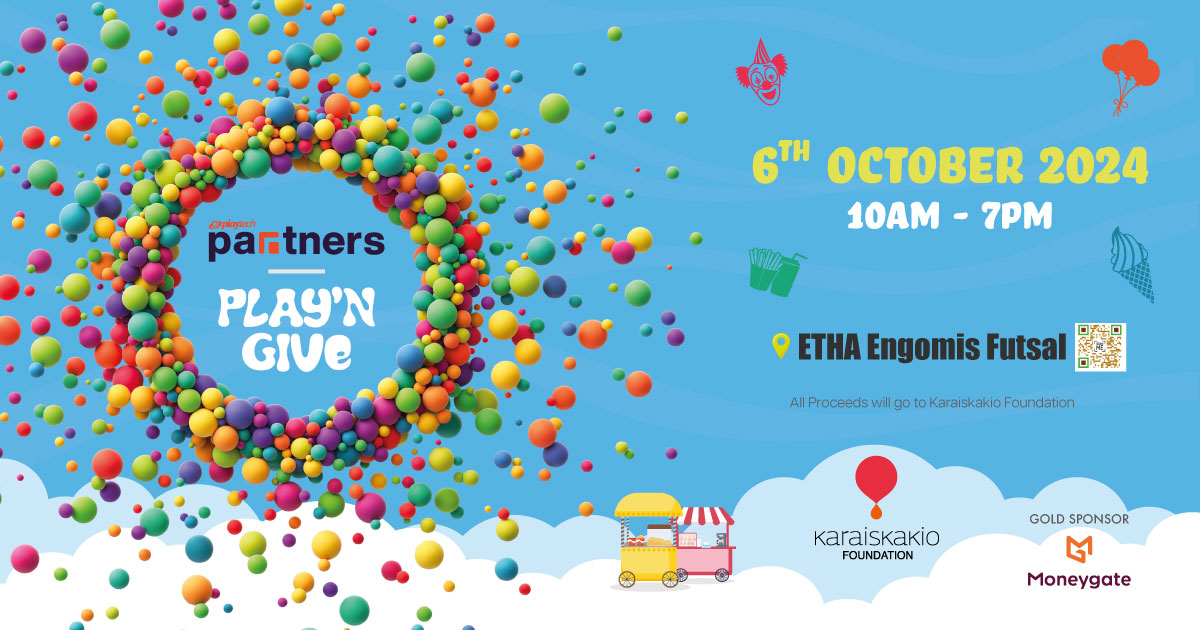 playtech
partners
PLAY'N
GIVe
6TH OCTOBER 2024
10AM - 7PM
ETHA Engomis Futsal
All Proceeds will go to Karaiskakio Foundation
karaiskakio
FOUNDATION
GOLD SPONSOR
Moneygate